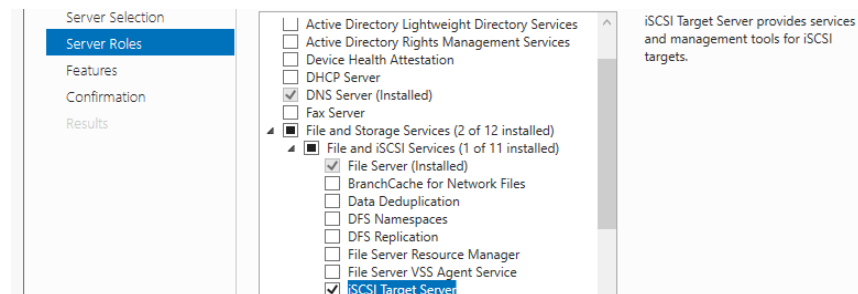 Server Selection
Server Roles
Features
Confirmation
Results
Active Directory Lightweight Directory Services
Active Directory Rights Management Services
Device Health Attestation
DHCP Server
DNS Server (Installed)
Fax Server
File and Storage Services (2 of 12 installed)
File and iSCSI Services (1 of 11 installed)
File Server (Installed)
BranchCache for Network Files
Data Deduplication
DFS Namespaces
DFS Replication
File Server Resource Manager
File Server VSS Agent Service
iSCSI Target Server
iSCSI Target Server provides services
and management tools for iSCSI
targets.